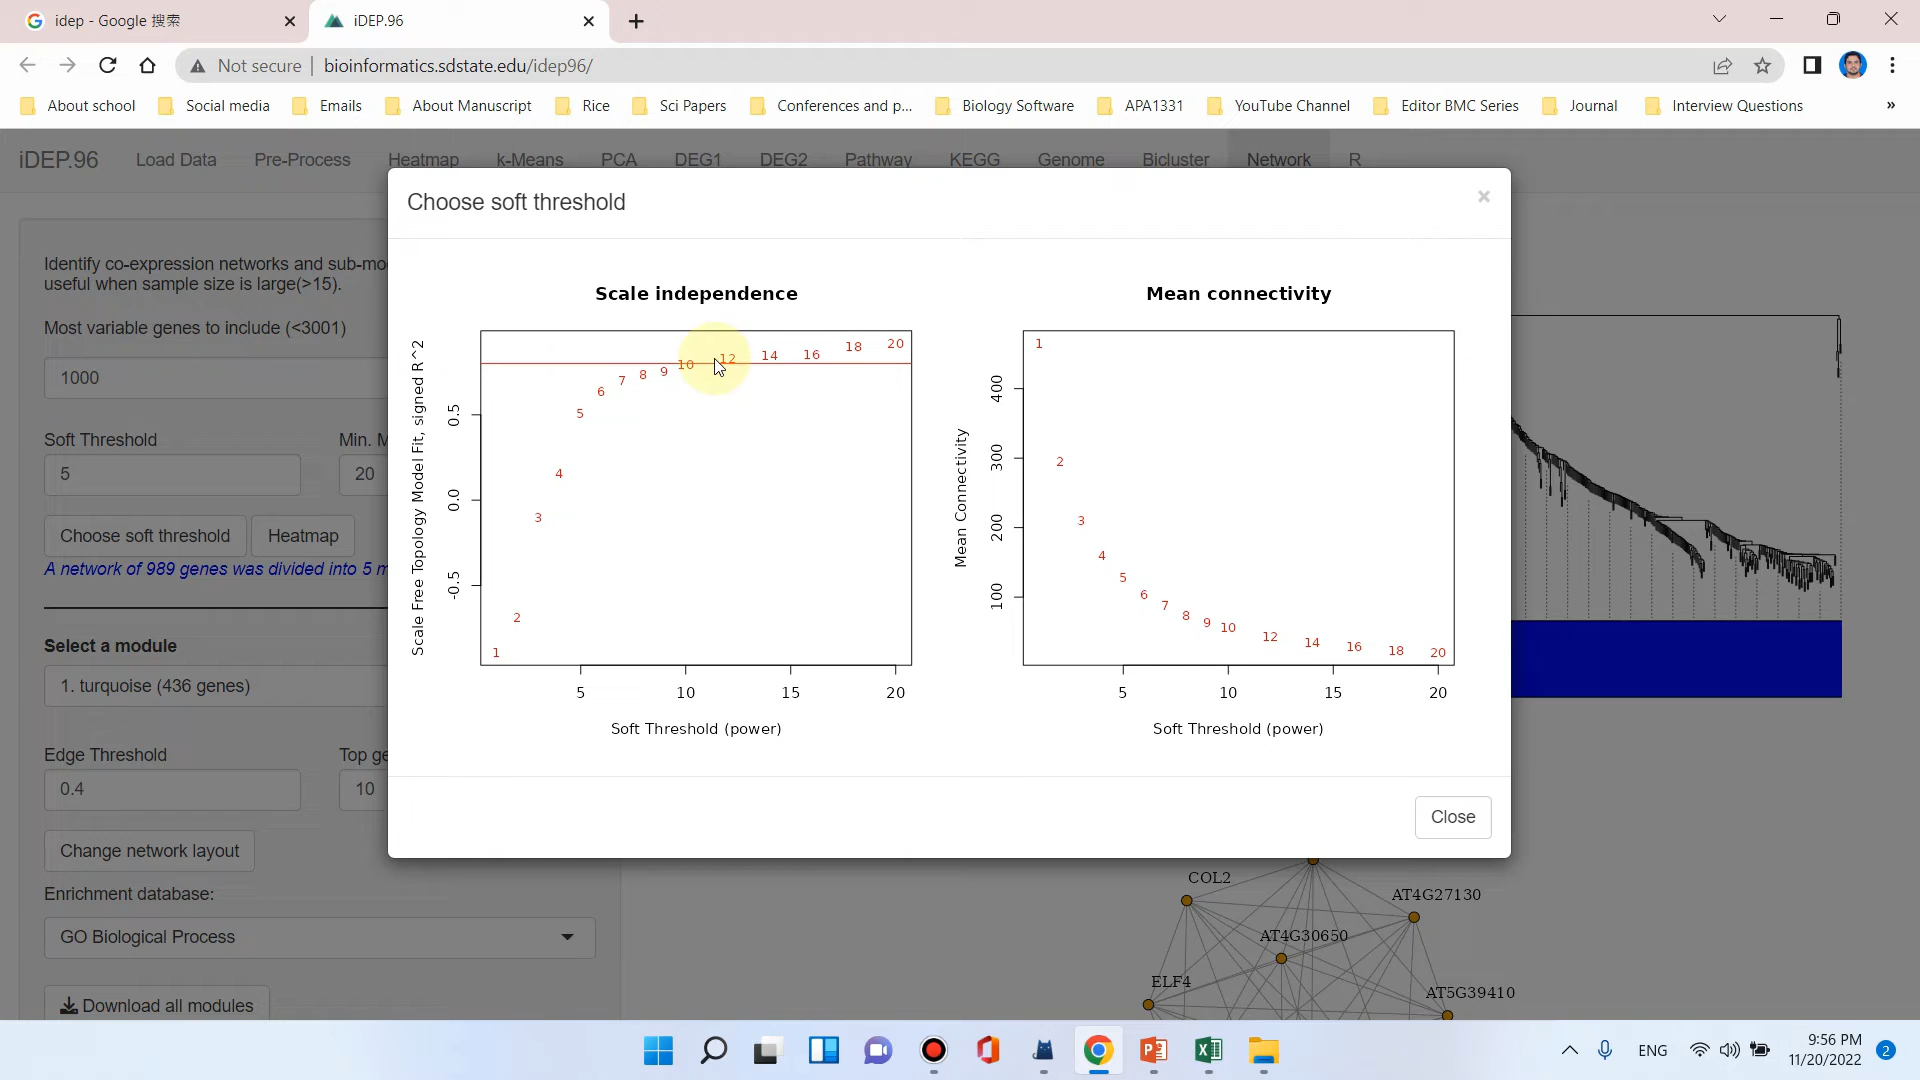 idep - Google 搜索
iDEP.96
Not secure
bioinformatics.sdstate.edu/idep96/
About school
Social media
Emails
About Manuscript
Rice
Sci Papers
Conferences and p...
Biology Software
APA1331
YouTube Channel
Editor BMC Series
Journal
Interview Questions
»
iDEP.96
Load Data
Pre-Process
Heatmap
k-Means
PCA
DEG1
DEG2
Pathway
KEGG
Genome
Bicluster
Network
R
Identify co-expression networks and sub-mo
useful when sample size is large(>15).
Most variable genes to include (<3001)
1000
Soft Threshold
Min. M
5
20
Choose soft threshold
Heatmap
A network of 989 genes was divided into 5 m
Select a module
1. turquoise (436 genes)
Edge Threshold
Top ge
0.4
10
Change network layout
Enrichment database:
GO Biological Process
Download all modules
Choose soft threshold
×
Scale independence
Scale Free Topology Model Fit, signed R^2
0.5
0.0
-0.5
1
2
3
4
5
6
7
8
9
10
12
14
16
18
20
5
10
15
20
Soft Threshold (power)
Mean connectivity
Mean Connectivity
400
300
200
100
1
2
3
4
5
6
7
8
9
10
12
14
16
18
20
5
10
15
20
Soft Threshold (power)
Close
COL2
AT4G27130
AT4G30650
ELF4
AT5G39410
ENG
9:56 PM
11/20/2022
2